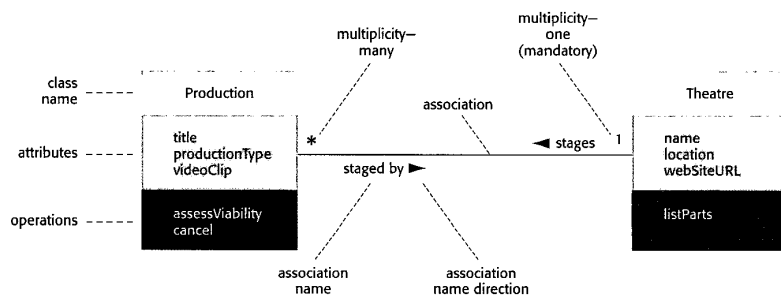 multiplicity—
many
multiplicity—
one
(mandatory)
class
name
Production
association
Theatre
attributes
title
productionType
videoClip
*
◄ stages
1
name
location
webSiteURL
staged by ►
operations
assessViability
cancel
listParts
association
name
association
name direction